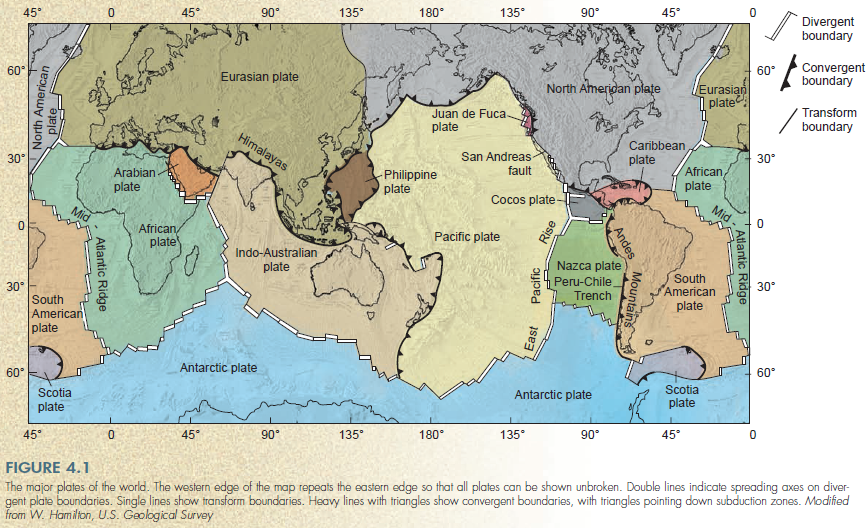 45° 0 45° 90° 135° 180° 135° 90° 45° 0
Divergent
boundary
Convergent
boundary
Transform
boundary
60°
30°
0
30°
60°
60°
30°
0
30°
60°
North American
plate
Eurasian plate
North American plate
Eurasian
plate
Juan de Fuca
plate
Himalayas
San Andreas
fault
Caribbean
plate
Arabian
plate
Philippine
plate
Cocos plate
African
plate
Mid
Atlantic Ridge
African
plate
Indo-Australian
plate
Pacific plate
East Pacific Rise
Nazca plate
Peru-Chile
Trench
Andes Mountains
Mid
Atlantic Ridge
South
American
plate
South
American
plate
Antarctic plate
Antarctic plate
Scotia
plate
Scotia
plate
45° 0 45° 90° 135° 180° 135° 90° 45° 0
FIGURE 4.1
The major plates of the world. The western edge of the map repeats the eastern edge so that all plates can be shown unbroken. Double lines indicate spreading axes on diver-
gent plate boundaries. Single lines show transform boundaries. Heavy lines with triangles show convergent boundaries, with triangles pointing down subduction zones. Modified
from W. Hamilton, U.S. Geological Survey